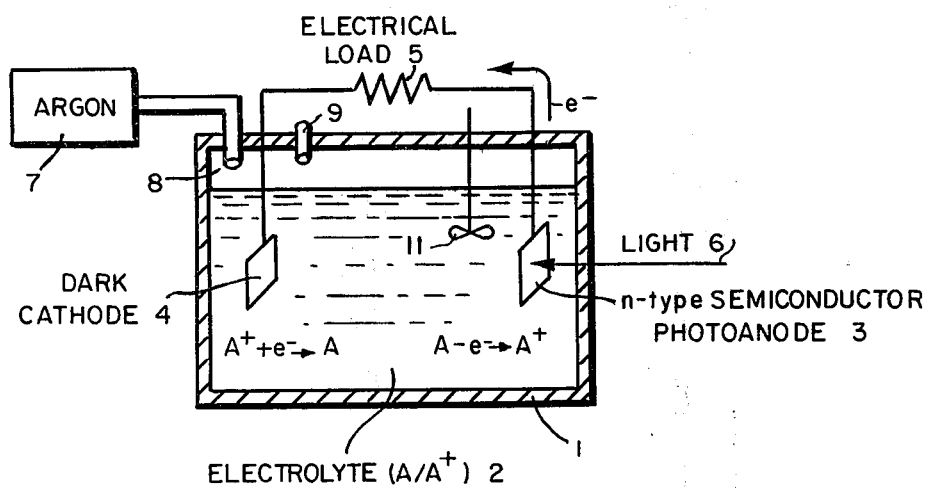 ELECTRICAL
LOAD 5
e⁻
ARGON
7
8
9
11
LIGHT 6
DARK
CATHODE 4
n-type SEMICONDUCTOR
PHOTOANODE 3
A⁺+e⁻→A
A-e⁻→A⁺
1
ELECTROLYTE (A/A⁺) 2